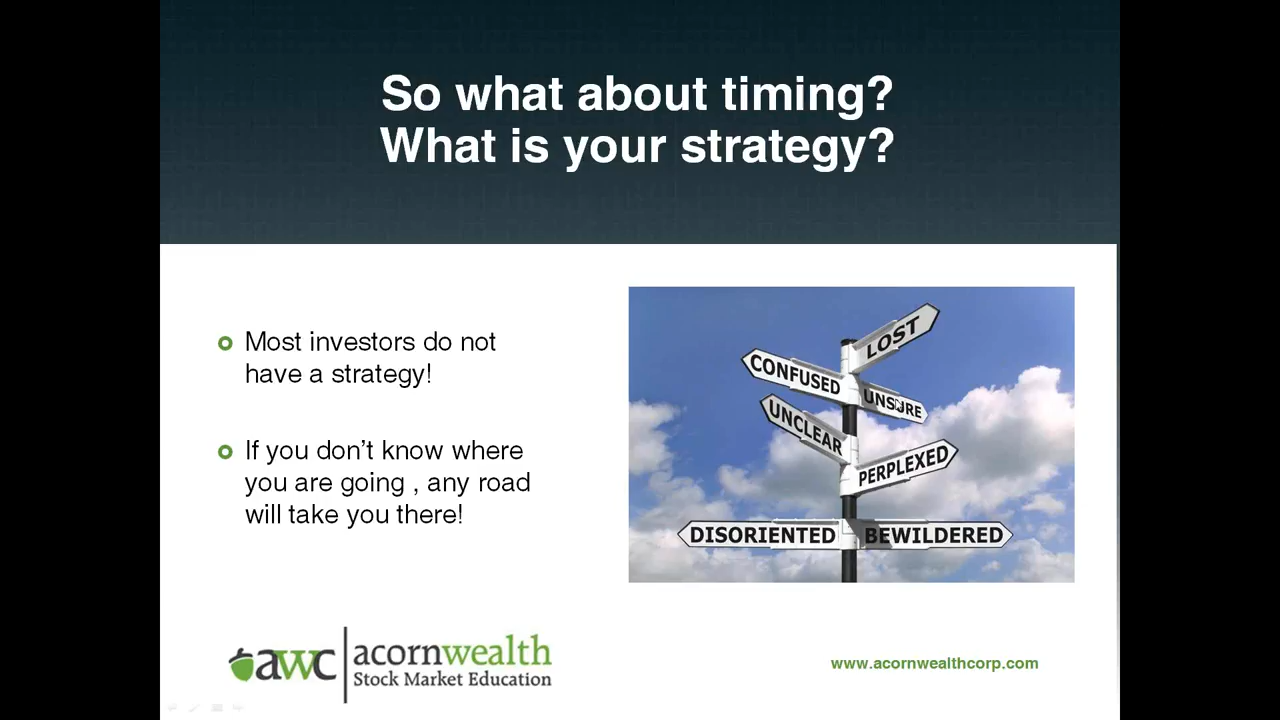 So what about timing?
What is your strategy?
Most investors do not
have a strategy!
If you don’t know where
you are going , any road
will take you there!
LOST
CONFUSED
UNSURE
UNCLEAR
PERPLEXED
DISORIENTED
BEWILDERED
awc
acornwealth
Stock Market Education
www.acornwealthcorp.com